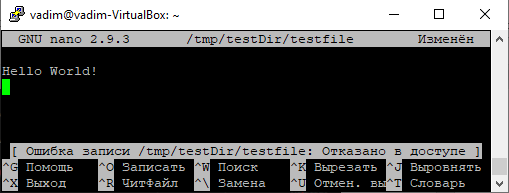 vadim@vadim-VirtualBox: ~
GNU nano 2.9.3 /tmp/testDir/testfile Изменён
Hello World!
[ Ошибка записи /tmp/testDir/testfile: Отказано в доступе ]
^G Помощь ^O Записать ^W Поиск ^K Вырезать ^J Выровнять
^X Выход ^R ЧитФайл ^\ Замена ^U Отмен. вы^T Словарь